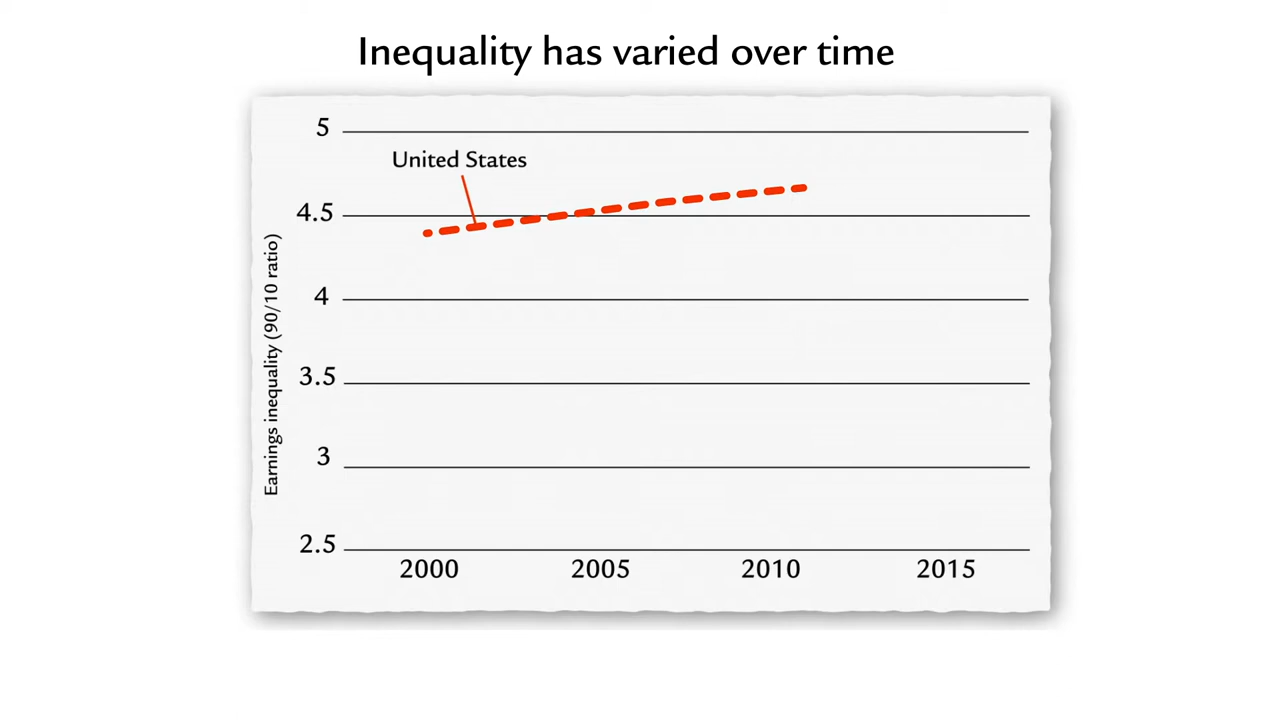 Inequality has varied over time
5
United States
4.5
4
3.5
3
2.5
Earnings inequality (90/10 ratio)
2000 2005 2010 2015